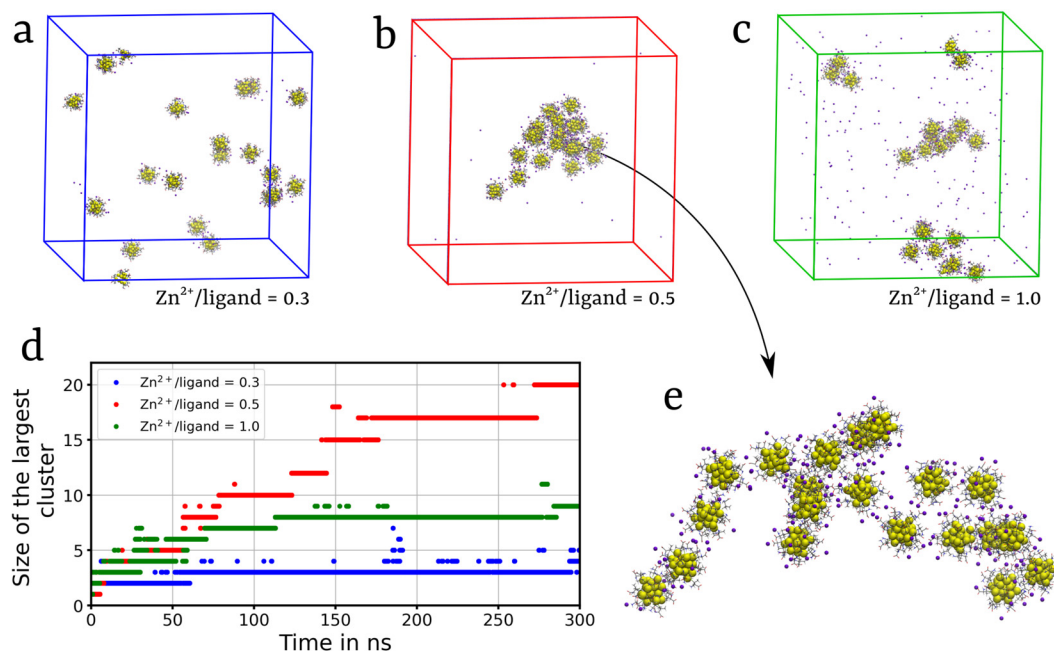 a
b
c
Zn²⁺/ligand = 0.3
Zn²⁺/ligand = 0.5
Zn²⁺/ligand = 1.0
d
Size of the largest
cluster
20
15
10
5
0
Zn²⁺/ligand = 0.3
Zn²⁺/ligand = 0.5
Zn²⁺/ligand = 1.0
0 50 100 150 200 250 300
Time in ns
e